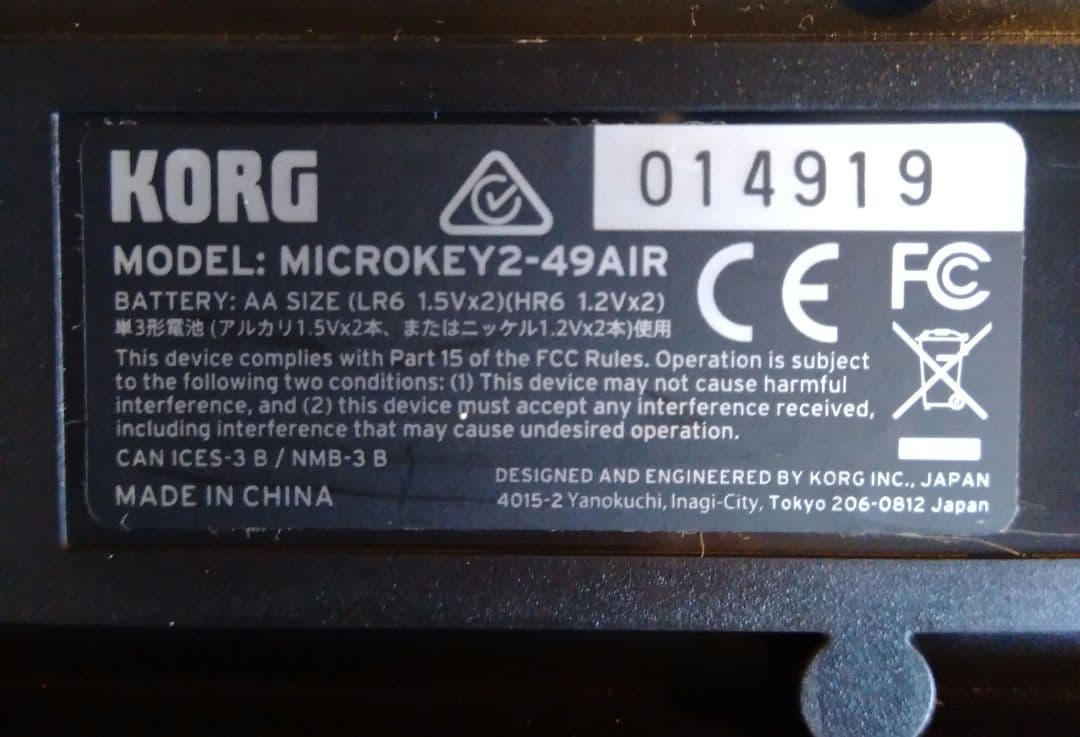 KORG
014919
MODEL: MICROKEY2-49AIR
CE
FC
BATTERY: AA SIZE (LR6 1.5Vx2)(HR6 1.2Vx2)
単3形電池 (アルカリ1.5Vx2本、またはニッケル1.2Vx2本)使用
This device complies with Part 15 of the FCC Rules. Operation is subject
to the following two conditions: (1) This device may not cause harmful
interference, and (2) this device must accept any interference received,
including interference that may cause undesired operation.
CAN ICES-3 B / NMB-3 B
MADE IN CHINA
DESIGNED AND ENGINEERED BY KORG INC., JAPAN
4015-2 Yanokuchi, Inagi-City, Tokyo 206-0812 Japan